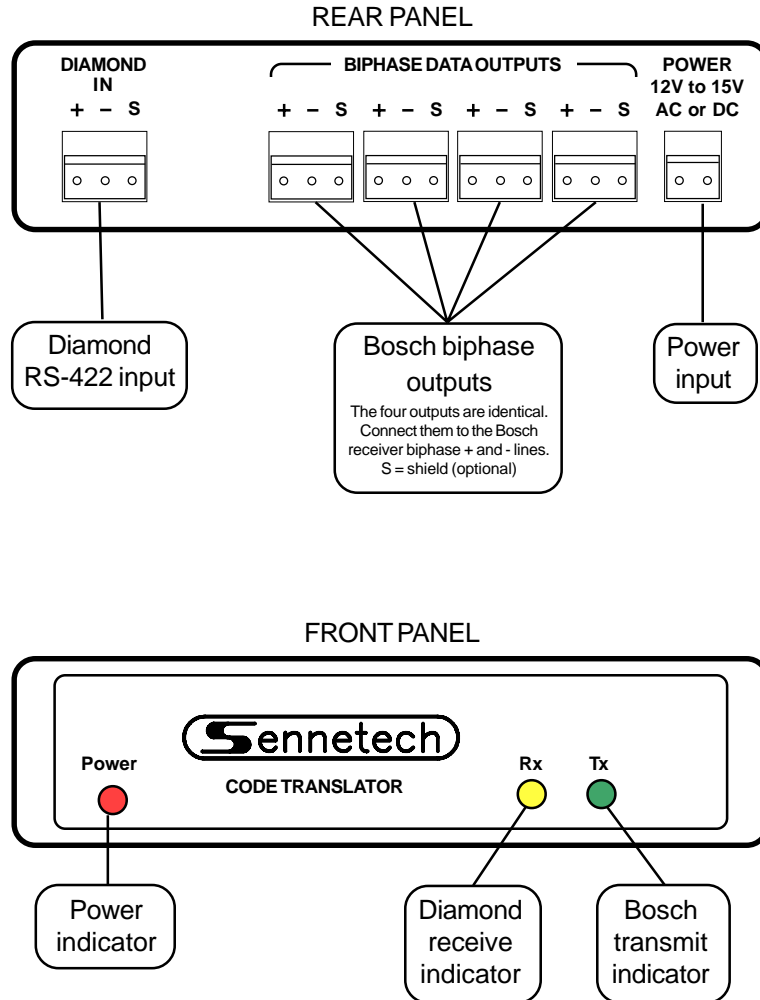 REAR PANEL
DIAMOND
IN
+ – S
BIPHASE DATA OUTPUTS
+ – S + – S + – S + – S
POWER
12V to 15V
AC or DC
Diamond
RS-422 input
Bosch biphase
outputs
The four outputs are identical.
Connect them to the Bosch
receiver biphase + and - lines.
S = shield (optional)
Power
input
FRONT PANEL
Sennetech
CODE TRANSLATOR
Power
Rx
Tx
Power
indicator
Diamond
receive
indicator
Bosch
transmit
indicator